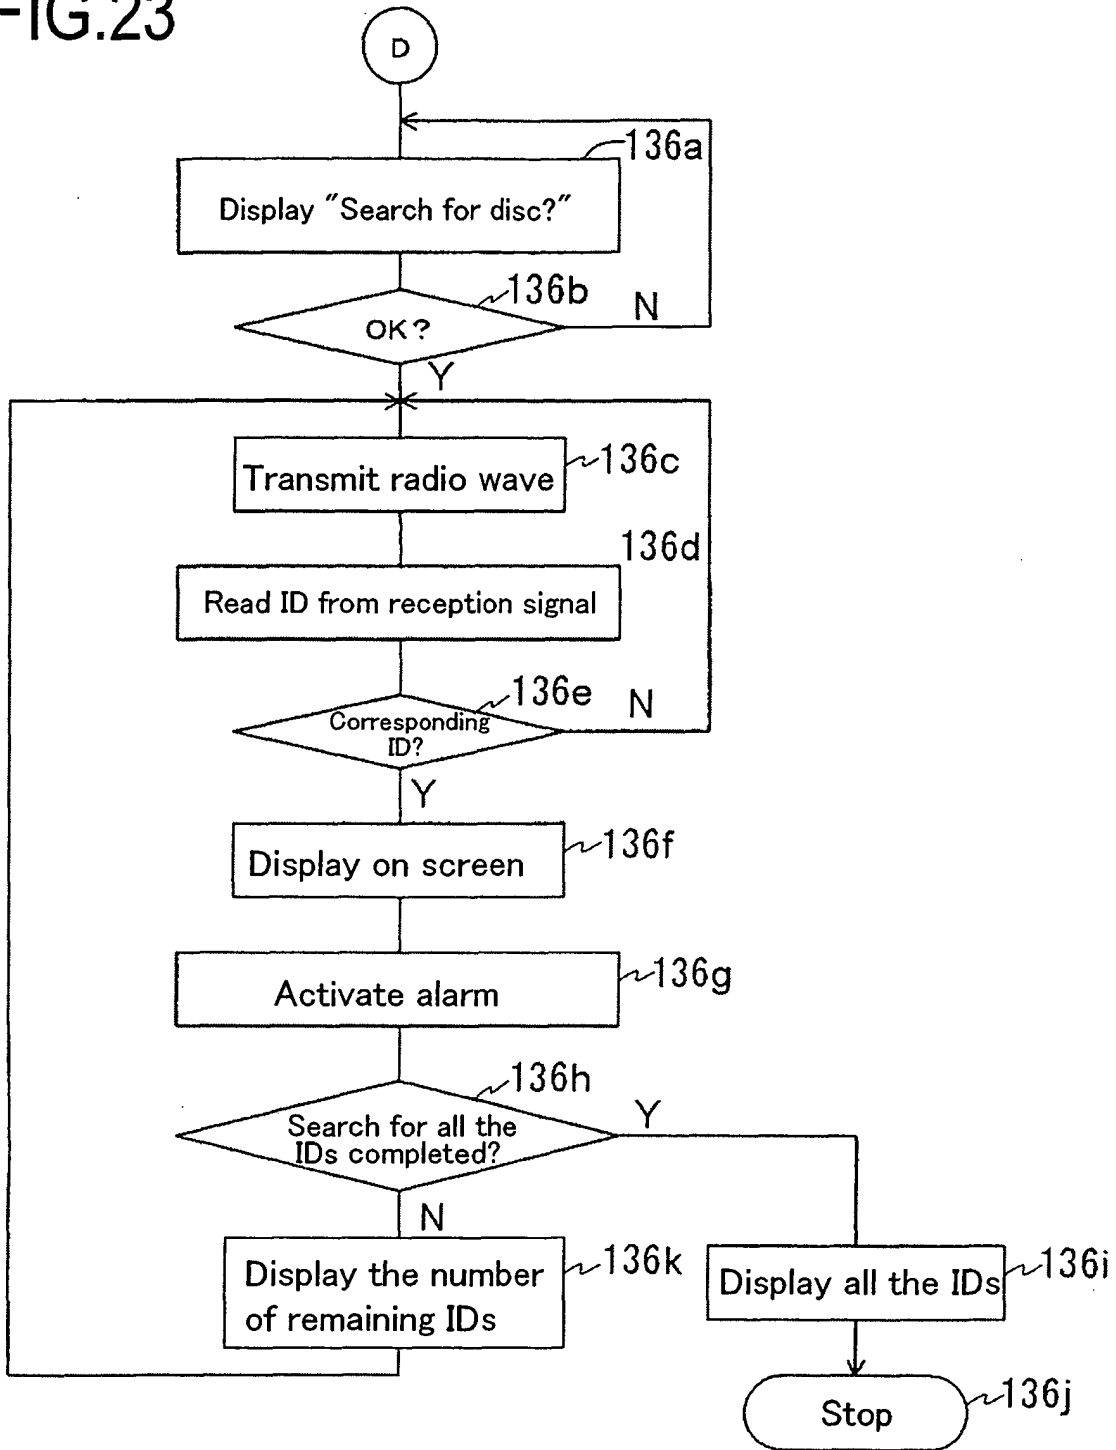 FIG.23
D
136a
Display "Search for disc?"
136b
N
OK?
Y
136c
Transmit radio wave
136d
Read ID from reception signal
136e
N
Corresponding
ID?
Y
136f
Display on screen
136g
Activate alarm
136h
Y
Search for all the
IDs completed?
N
136k
Display the number
of remaining IDs
136i
Display all the IDs
136j
Stop